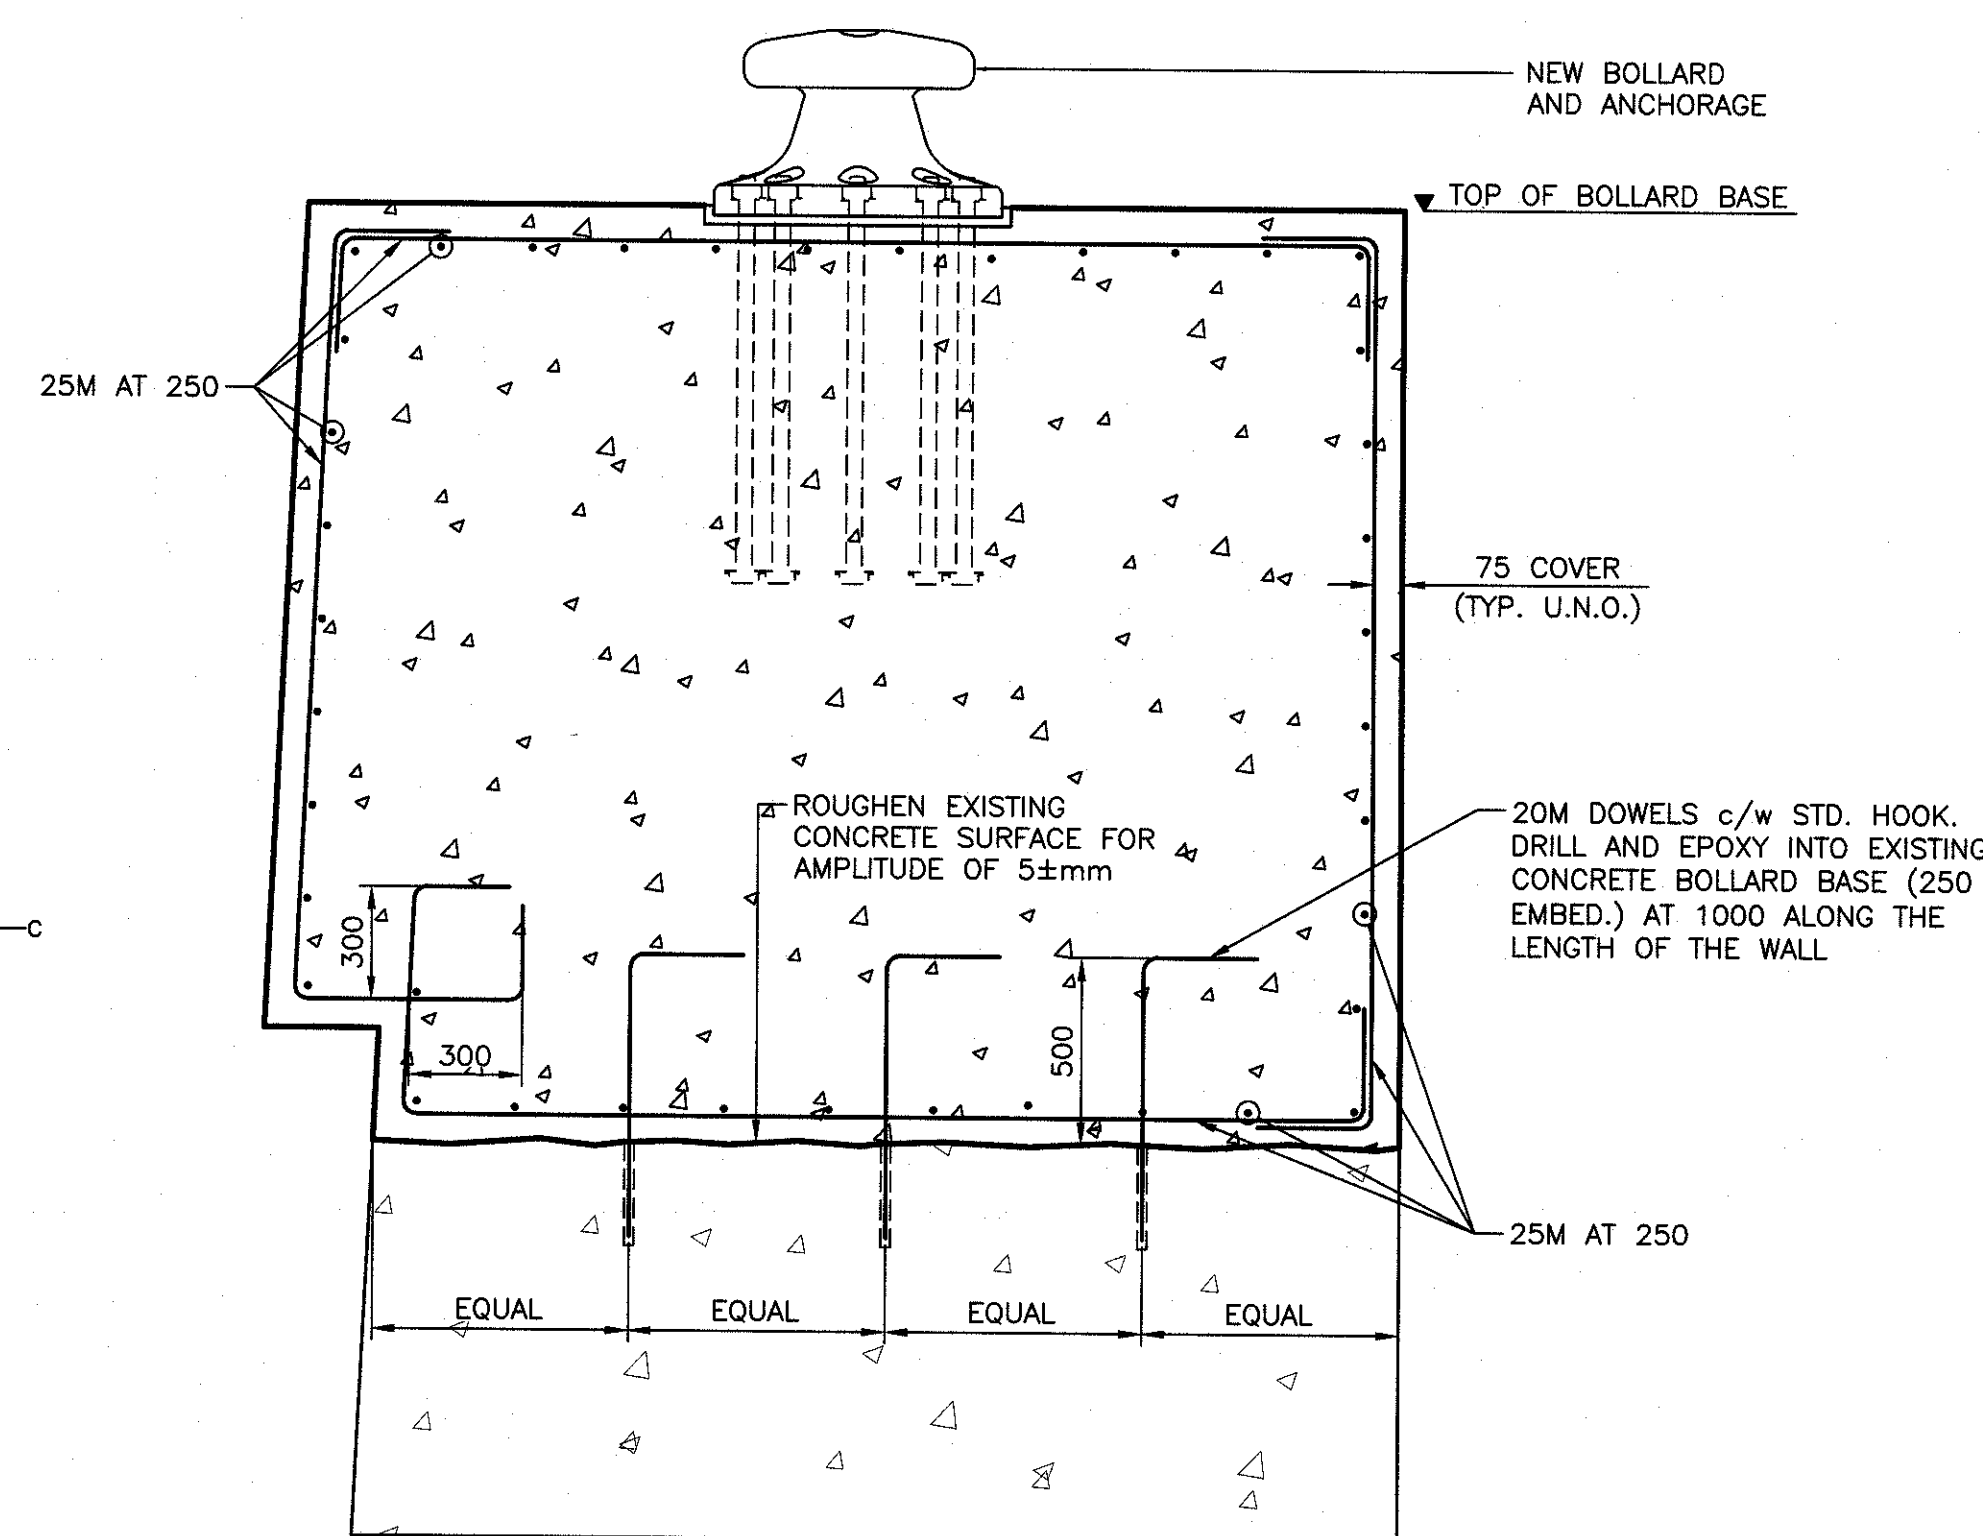 NEW BOLLARD
AND ANCHORAGE
TOP OF BOLLARD BASE
25M AT 250
75 COVER
(TYP. U.N.O.)
ROUGHEN EXISTING
CONCRETE SURFACE FOR
AMPLITUDE OF 5±mm
20M DOWELS c/w STD. HOOK.
DRILL AND EPOXY INTO EXISTING
CONCRETE BOLLARD BASE (250
EMBED.) AT 1000 ALONG THE
LENGTH OF THE WALL
C
300
300
500
25M AT 250
EQUAL
EQUAL
EQUAL
EQUAL